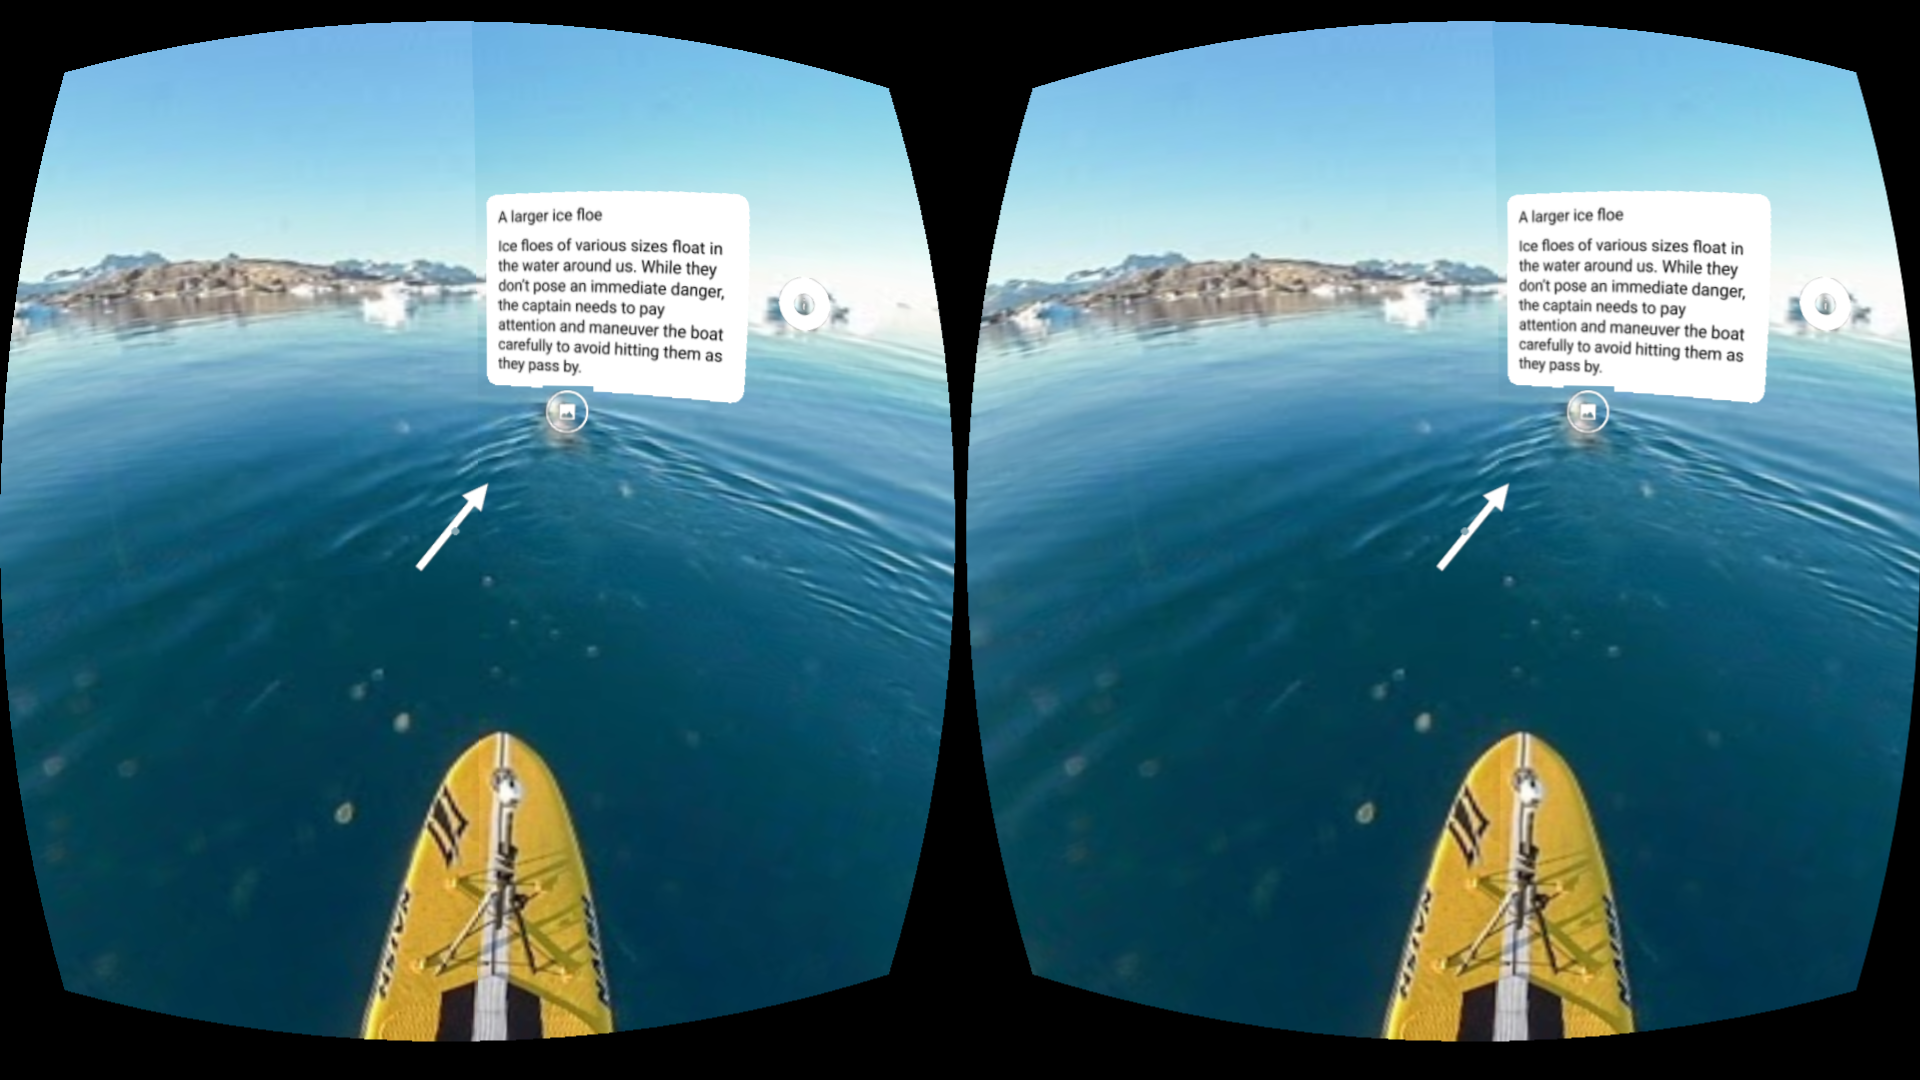 A larger ice floe
Ice floes of various sizes float in
the water around us. While they
don't pose an immediate danger,
the captain needs to pay
attention and maneuver the boat
carefully to avoid hitting them as
they pass by.
NAISH
NAISH
A larger ice floe
Ice floes of various sizes float in
the water around us. While they
don't pose an immediate danger,
the captain needs to pay
attention and maneuver the boat
carefully to avoid hitting them as
they pass by.
NAISH
NAISH